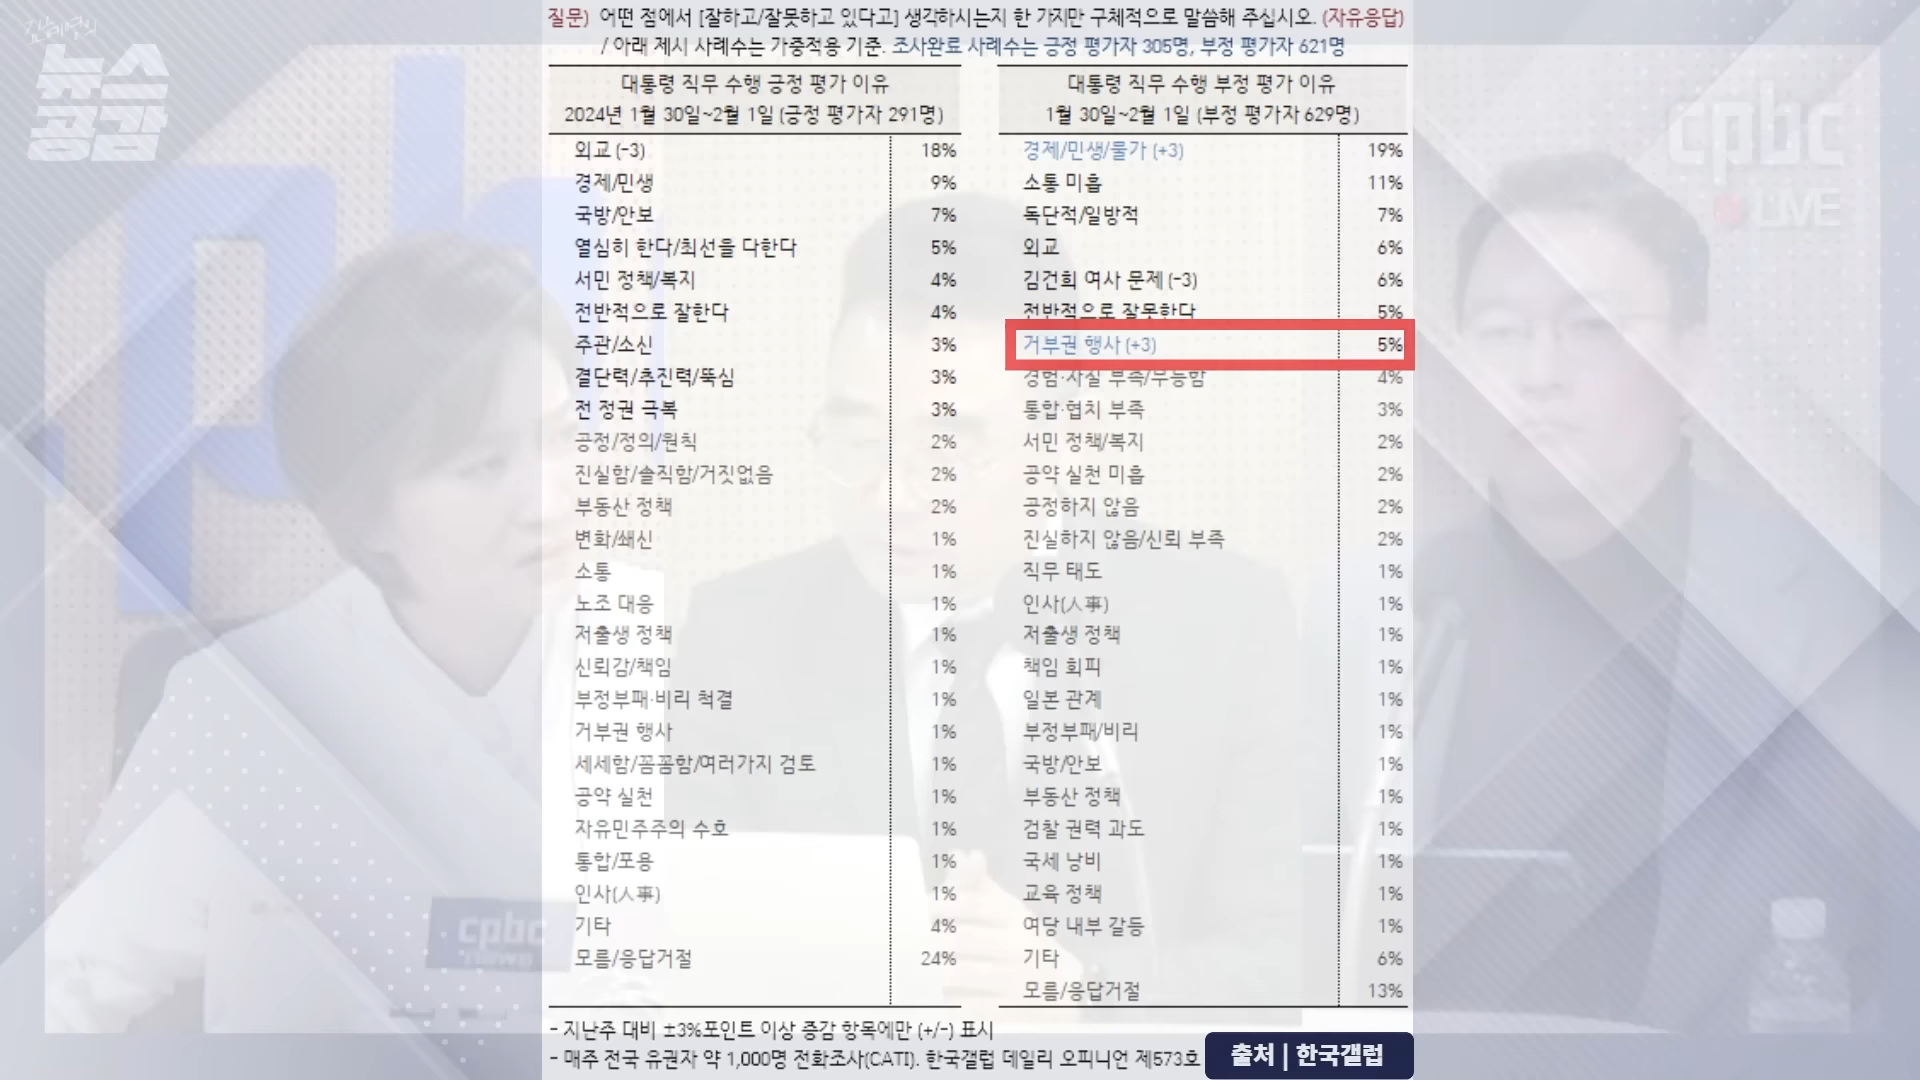 김혜영의
뉴스
공감
cpbc
LIVE
질문) 어떤 점에서 [잘하고/잘못하고 있다고] 생각하시는지 한 가지만 구체적으로 말씀해 주십시오. (자유응답)
/ 아래 제시 사례수는 가중적용 기준. 조사완료 사례수는 긍정 평가자 305명, 부정 평가자 621명
대통령 직무 수행 긍정 평가 이유
2024년 1월 30일~2월 1일 (긍정 평가자 291명)
외교 (-3) 18%
경제/민생 9%
국방/안보 7%
열심히 한다/최선을 다한다 5%
서민 정책/복지 4%
전반적으로 잘한다 4%
주관/소신 3%
결단력/추진력/뚝심 3%
전 정권 극복 3%
공정/정의/원칙 2%
진실함/솔직함/거짓없음 2%
부동산 정책 2%
변화/쇄신 1%
소통 1%
노조 대응 1%
저출생 정책 1%
신뢰감/책임 1%
부정부패·비리 척결 1%
거부권 행사 1%
세세함/꼼꼼함/여러가지 검토 1%
공약 실천 1%
자유민주주의 수호 1%
통합/포용 1%
인사(人事) 1%
기타 4%
모름/응답거절 24%
대통령 직무 수행 부정 평가 이유
1월 30일~2월 1일 (부정 평가자 629명)
경제/민생/물가 (+3) 19%
소통 미흡 11%
독단적/일방적 7%
외교 6%
김건희 여사 문제 (-3) 6%
전반적으로 잘못한다 5%
거부권 행사 (+3) 5%
경험·자질 부족/무능함 4%
통합·협치 부족 3%
서민 정책/복지 2%
공약 실천 미흡 2%
공정하지 않음 2%
진실하지 않음/신뢰 부족 2%
직무 태도 1%
인사(人事) 1%
저출생 정책 1%
책임 회피 1%
일본 관계 1%
부정부패/비리 1%
국방/안보 1%
부동산 정책 1%
검찰 권력 과도 1%
국세 낭비 1%
교육 정책 1%
여당 내부 갈등 1%
기타 6%
모름/응답거절 13%
- 지난주 대비 ±3%포인트 이상 증감 항목에만 (+/-) 표시
- 매주 전국 유권자 약 1,000명 전화조사(CATI). 한국갤럽 데일리 오피니언 제573호
출처 | 한국갤럽
cpbc
news